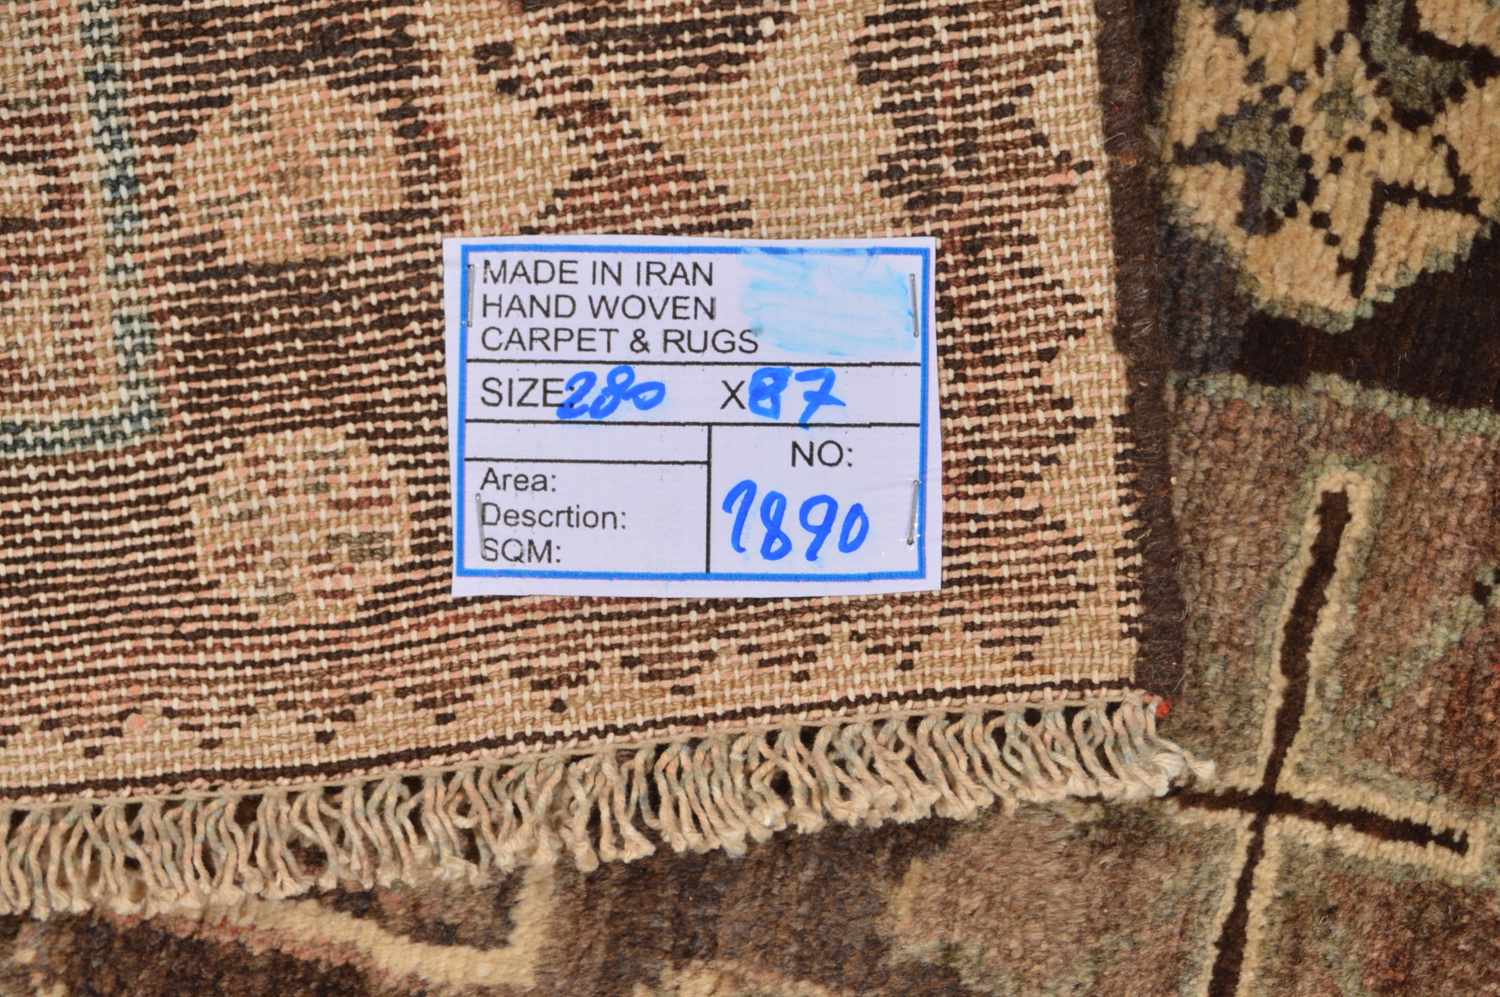 MADE IN IRAN
HAND WOVEN
CARPET & RUGS
SIZE: 280 X 87
NO:
1890
Area:
Descrtion:
SQM: